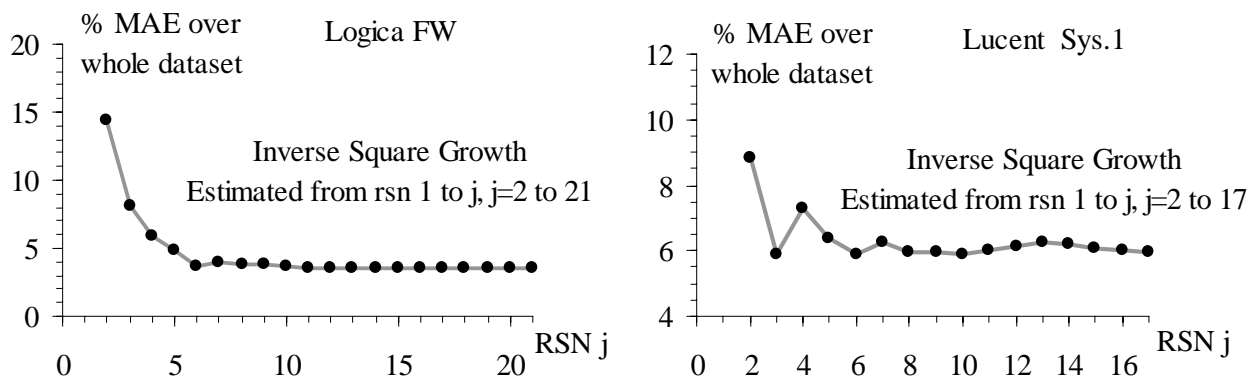 % MAE over
whole dataset
Logica FW
20
15
10
5
0
Inverse Square Growth
Estimated from rsn 1 to j, j=2 to 21
0
5
10
15
20
RSN j
% MAE over
whole dataset
Lucent Sys.1
12
10
8
6
4
Inverse Square Growth
Estimated from rsn 1 to j, j=2 to 17
0
2
4
6
8
10
12
14
16
RSN j